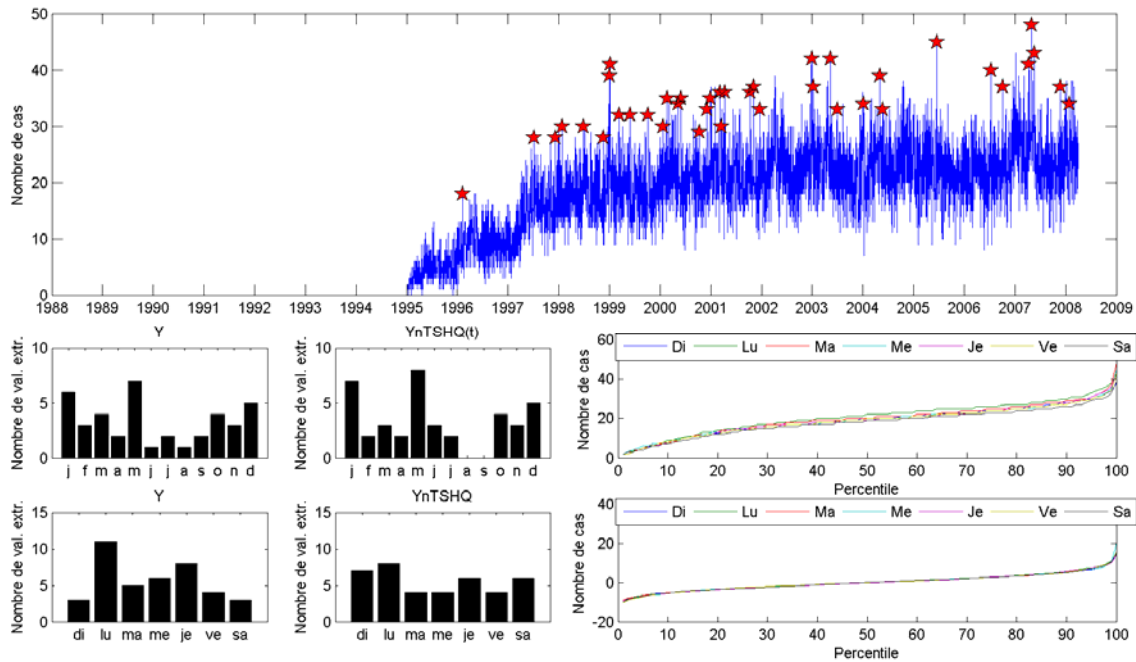 50
40
30
20
10
0
Nombre de cas
1988 1989 1990 1991 1992 1993 1994 1995 1996 1997 1998 1999 2000 2001 2002 2003 2004 2005 2006 2007 2008 2009
Y
10
5
0
Nombre de val. extr.
j f m a m j j a s o n d
YnTSHQ(t)
10
5
0
Nombre de val. extr.
j f m a m j j a s o n d
60
40
20
0
Nombre de cas
Di Lu Ma Me Je Ve Sa
0 10 20 30 40 50 60 70 80 90 100
Percentile
Y
15
10
5
0
Nombre de val. extr.
di lu ma me je ve sa
YnTSHQ
15
10
5
0
Nombre de val. extr.
di lu ma me je ve sa
40
20
0
-20
Nombre de cas
Di Lu Ma Me Je Ve Sa
0 10 20 30 40 50 60 70 80 90 100
Percentile